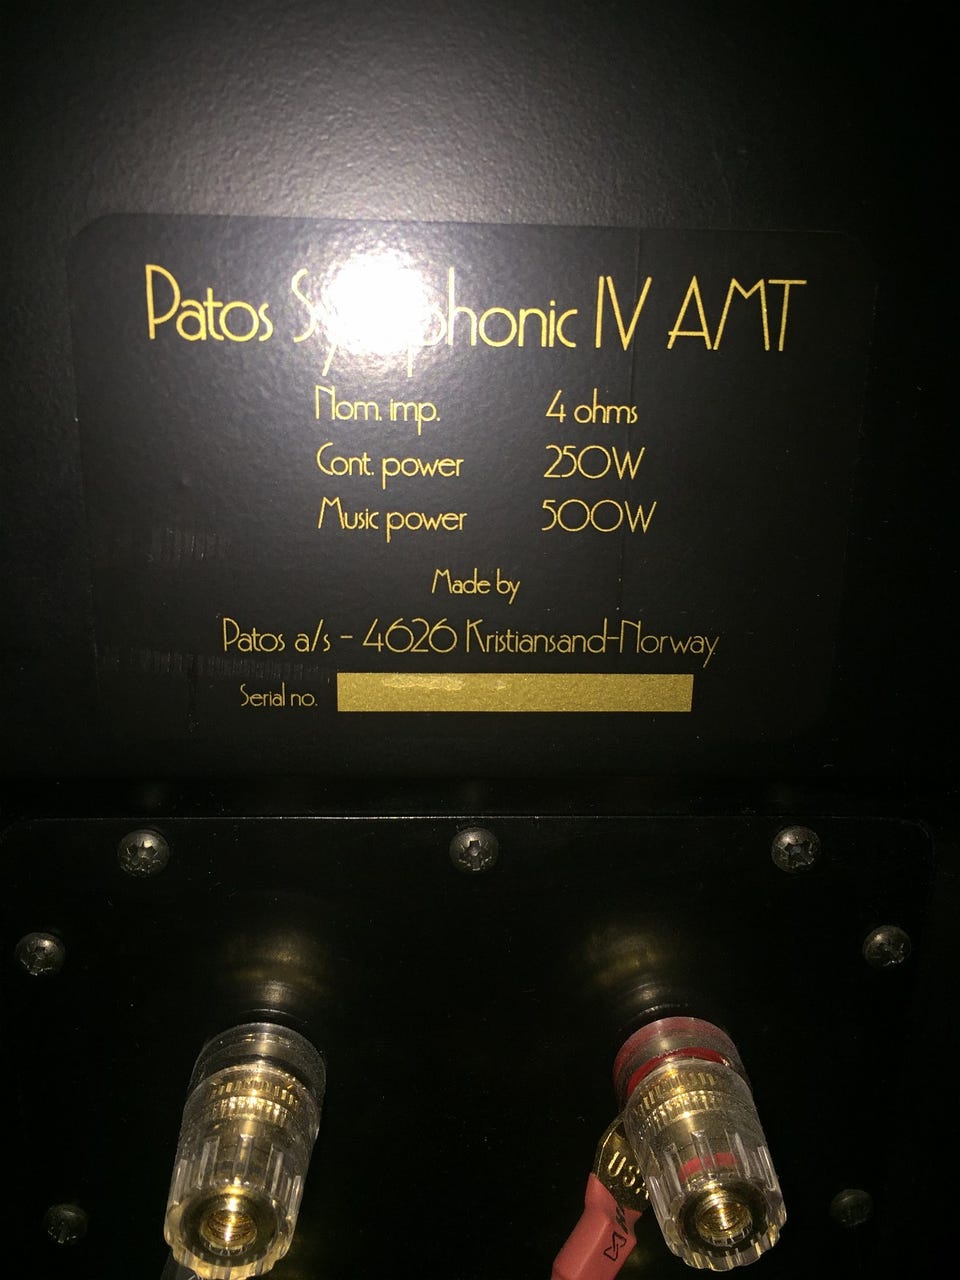 Patos Symphonic IV AMT
Nom. imp. 4 ohms
Cont. power 250W
Music power 500W
Made by
Patos a/s - 4626 Kristiansand-Norway
Serial no.